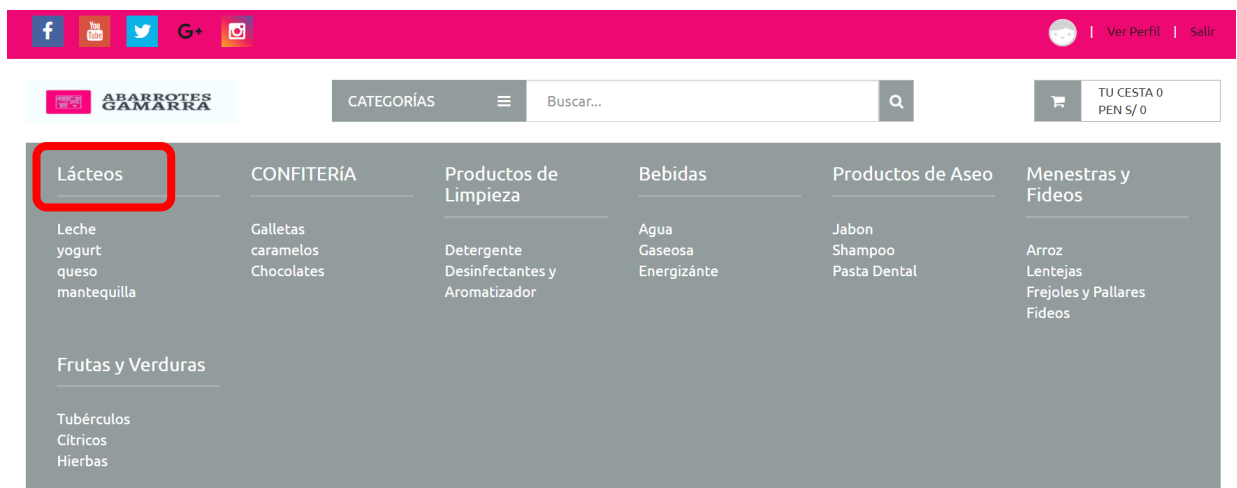 f You Tube G+
Ver Perfil | Salir
ABARROTES
GAMARRA
CATEGORÍAS
Buscar...
TU CESTA 0
PEN S/ 0
Lácteos
Leche
yogurt
queso
mantequilla
CONFITERíA
Galletas
caramelos
Chocolates
Productos de
Limpieza
Detergente
Desinfectantes y
Aromatizador
Bebidas
Agua
Gaseosa
Energizánte
Productos de Aseo
Jabon
Shampoo
Pasta Dental
Menestras y
Fideos
Arroz
Lentejas
Frejoles y Pallares
Fideos
Frutas y Verduras
Tubérculos
Cítricos
Hierbas